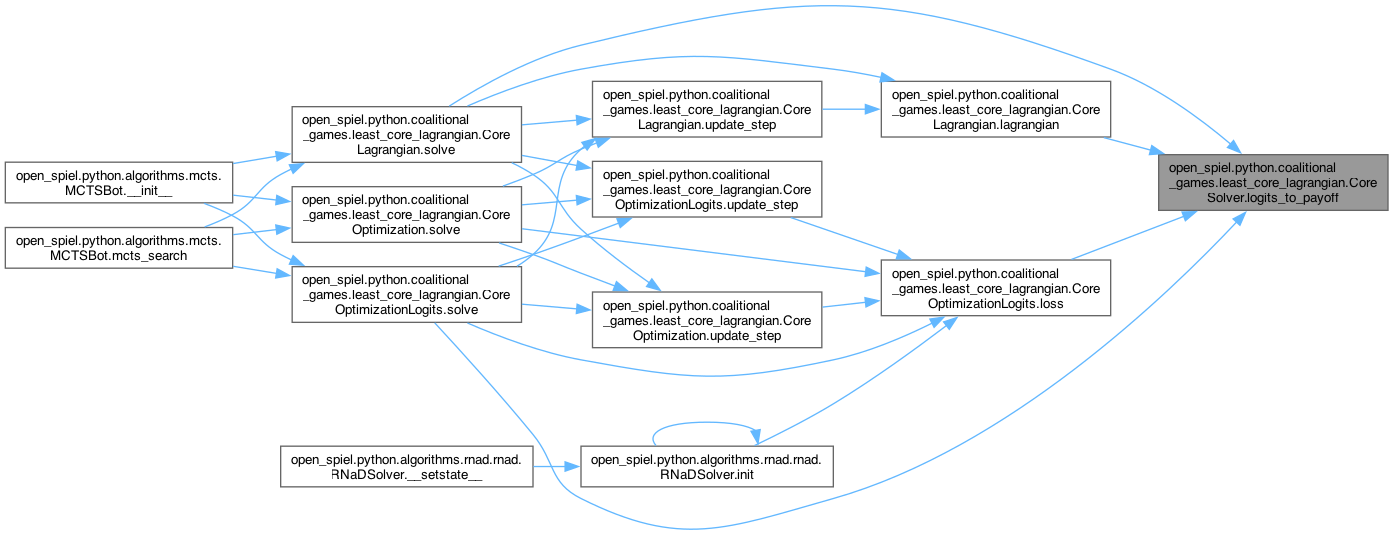 open_spiel.python.algorithms.mcts.
MCTSBot.__init__
open_spiel.python.algorithms.mcts.
MCTSBot.mcts_search
open_spiel.python.coalitional
_games.least_core_lagrangian.Core
Lagrangian.solve
open_spiel.python.coalitional
_games.least_core_lagrangian.Core
Optimization.solve
open_spiel.python.coalitional
_games.least_core_lagrangian.Core
OptimizationLogits.solve
open_spiel.python.algorithms.rnad.rnad.
RNaDSolver.__setstate__
open_spiel.python.coalitional
_games.least_core_lagrangian.Core
Lagrangian.update_step
open_spiel.python.coalitional
_games.least_core_lagrangian.Core
OptimizationLogits.update_step
open_spiel.python.coalitional
_games.least_core_lagrangian.Core
Optimization.update_step
open_spiel.python.algorithms.rnad.rnad.
RNaDSolver.init
open_spiel.python.coalitional
_games.least_core_lagrangian.Core
Lagrangian.lagrangian
open_spiel.python.coalitional
_games.least_core_lagrangian.Core
OptimizationLogits.loss
open_spiel.python.coalitional
_games.least_core_lagrangian.Core
Solver.logits_to_payoff